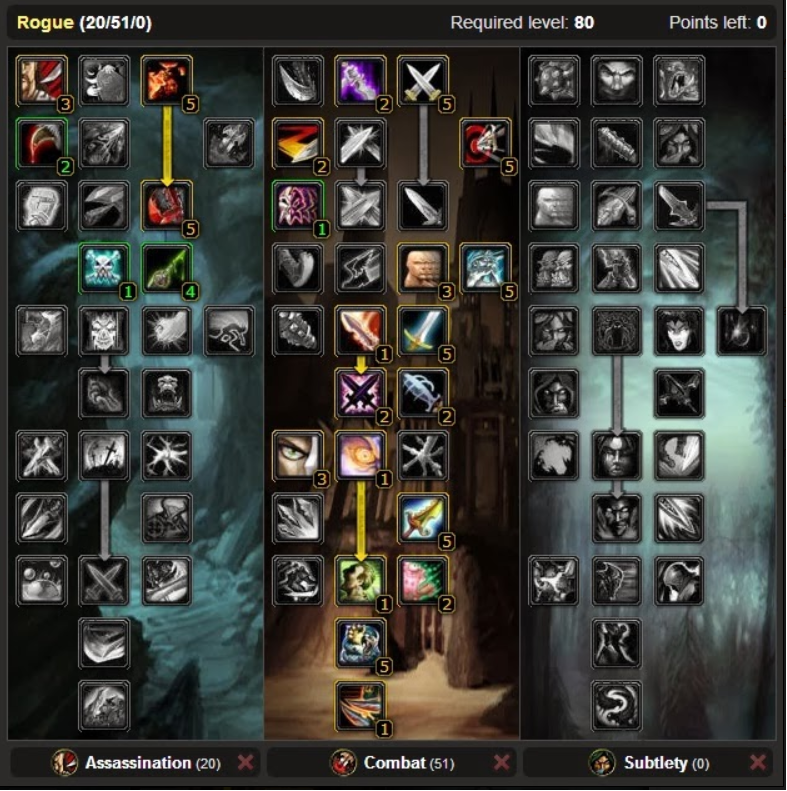 Rogue (20/51/0) Required level: 80 Points left: 0
3 5 2 5
2 2 5
5 1
1 4 3 5
1 5
2 2
3 1
5
1 2
5
1
Assassination (20) Combat (51) Subtlety (0)